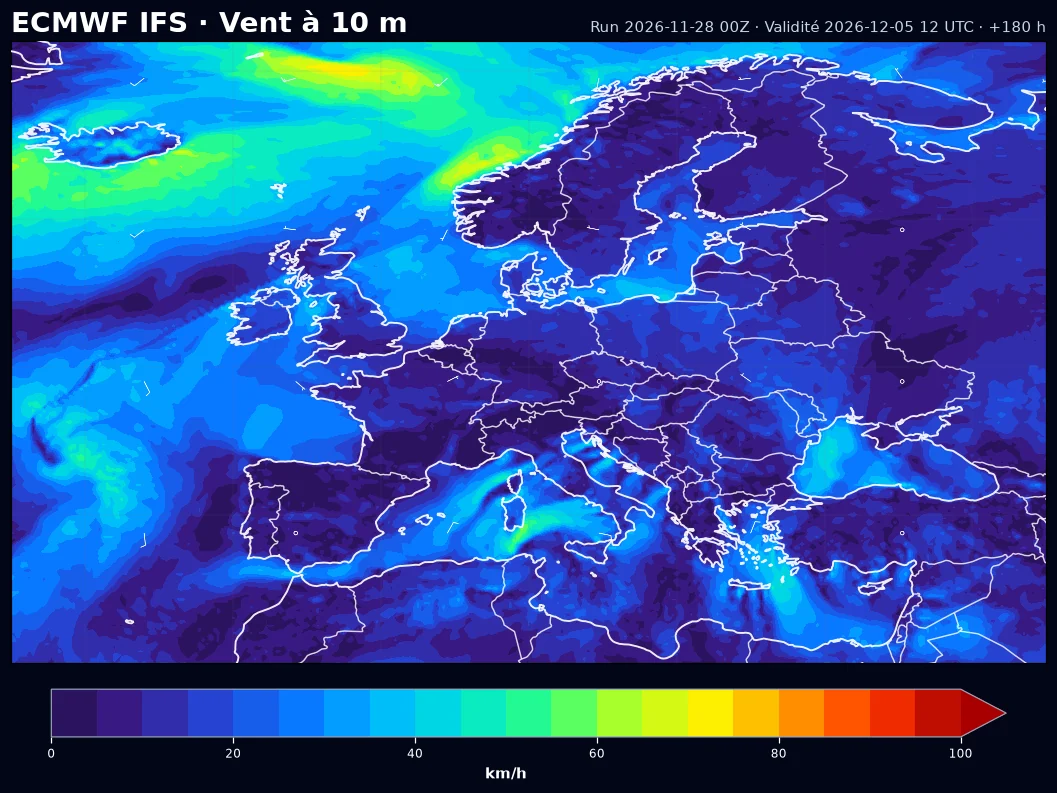 ECMWF IFS · Vent à 10 m
Run 2026-11-28 00Z · Validité 2026-12-05 12 UTC · +180 h
0 20 40 60 80 100
km/h